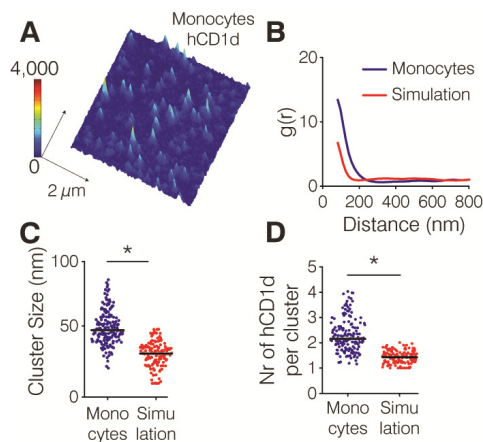 A
Monocytes
hCD1d
4,000
0
2 μm
B
20
10
0
g(r)
Monocytes
Simulation
0 200 400 600 800
Distance (nm)
C
100
50
0
Cluster Size (nm)
*
Mono Simu
cytes lation
D
5
4
3
2
1
0
Nr of hCD1d
per cluster
*
Mono Simu
cytes lation